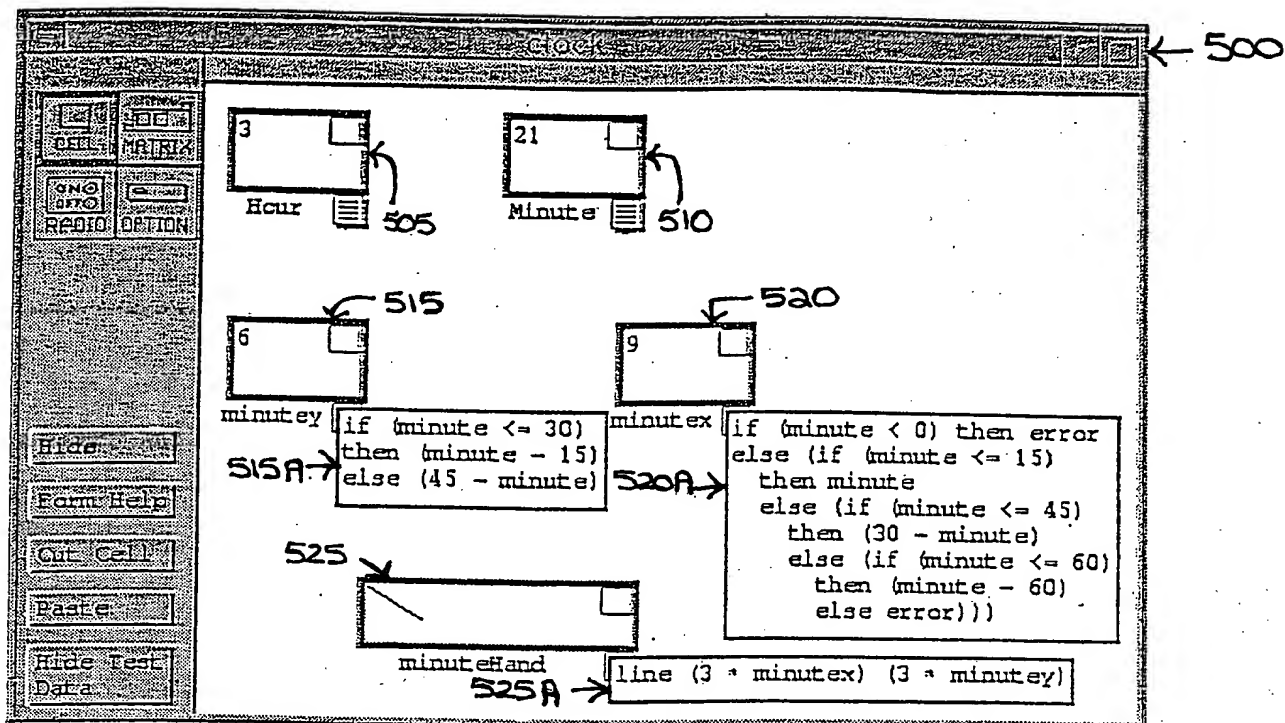 clock
500
CELL
MATRIX
ON
OFF
RADIO
OPTION
3
Hour
505
21
Minute
510
515
6
minutey
if (minute <= 30)
then (minute - 15)
else (45 - minute)
515A
520
9
minutex
if (minute < 0) then error
else (if (minute <= 15)
then minute
else (if (minute <= 45)
then (30 - minute)
else (if (minute <= 60)
then (minute - 60)
else error)))
520A
Hide
Form Help
Cut Cell
Paste
Hide Test
Data
525
minuteHand
525A
line (3 * minutex) (3 * minutey)